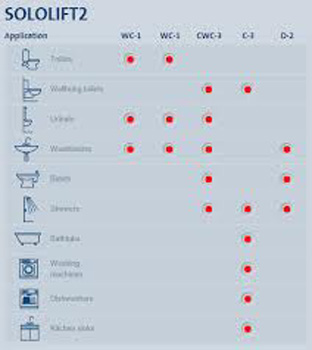 SOLOLIFT2
Application WC-1 WC-1 CWC-3 C-3 D-2
Toilets
Wallhung toilets
Urinals
Washbasins
Bidets
Showers
Bathtubs
Washing
machines
Dishwashers
Kitchen sinks